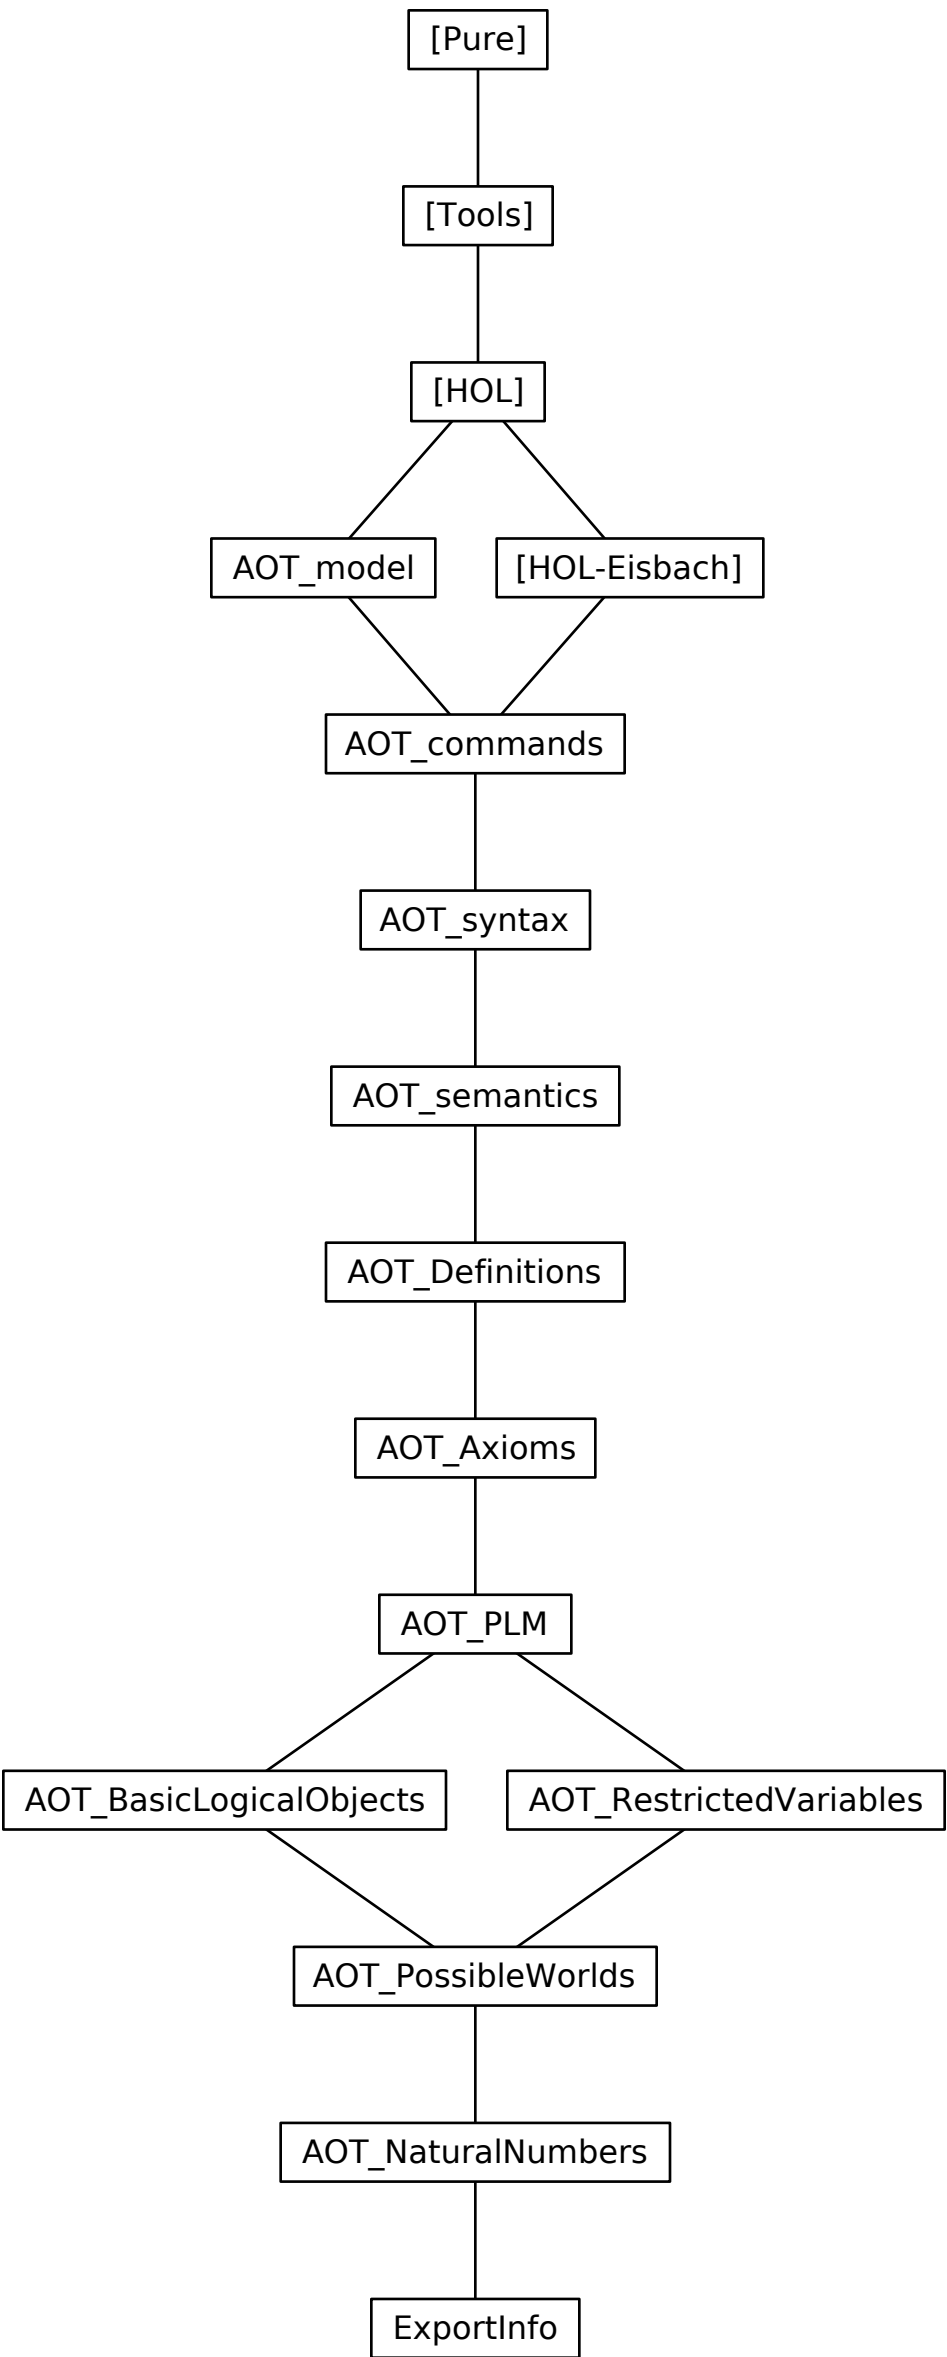 [Pure]
[Tools]
[HOL]
AOT_model
[HOL-Eisbach]
AOT_commands
AOT_syntax
AOT_semantics
AOT_Definitions
AOT_Axioms
AOT_PLM
AOT_BasicLogicalObjects
AOT_RestrictedVariables
AOT_PossibleWorlds
AOT_NaturalNumbers
ExportInfo